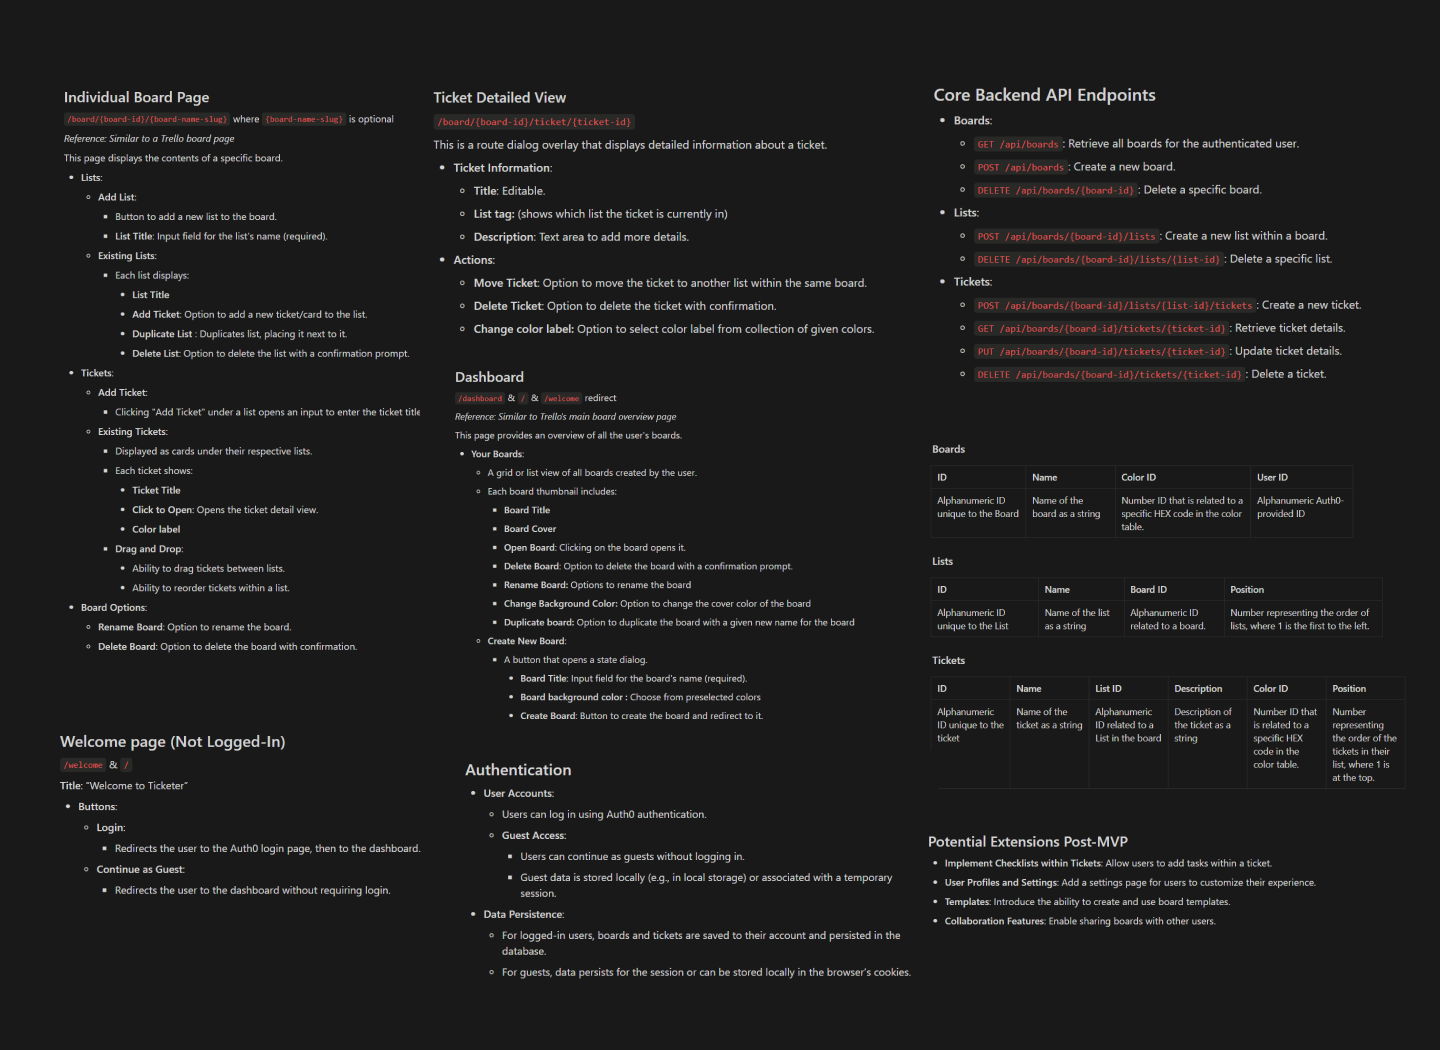 Individual Board Page
/board/{board-id}/{board-name-slug} where {board-name-slug} is optional
Reference: Similar to a Trello board page
This page displays the contents of a specific board.
Lists:
Add List:
Button to add a new list to the board.
List Title: Input field for the list's name (required).
Existing Lists:
Each list displays:
List Title
Add Ticket: Option to add a new ticket/card to the list.
Duplicate List : Duplicates list, placing it next to it.
Delete List: Option to delete the list with a confirmation prompt.
Tickets:
Add Ticket:
Clicking "Add Ticket" under a list opens an input to enter the ticket title
Existing Tickets:
Displayed as cards under their respective lists.
Each ticket shows:
Ticket Title
Click to Open: Opens the ticket detail view.
Color label
Drag and Drop:
Ability to drag tickets between lists.
Ability to reorder tickets within a list.
Board Options:
Rename Board: Option to rename the board.
Delete Board: Option to delete the board with confirmation.
Welcome page (Not Logged-In)
/welcome & /
Title: "Welcome to Ticketer"
Buttons:
Login:
Redirects the user to the Auth0 login page, then to the dashboard.
Continue as Guest:
Redirects the user to the dashboard without requiring login.
Ticket Detailed View
/board/{board-id}/ticket/{ticket-id}
This is a route dialog overlay that displays detailed information about a ticket.
Ticket Information:
Title: Editable.
List tag: (shows which list the ticket is currently in)
Description: Text area to add more details.
Actions:
Move Ticket: Option to move the ticket to another list within the same board.
Delete Ticket: Option to delete the ticket with confirmation.
Change color label: Option to select color label from collection of given colors.
Dashboard
/dashboard & / & /welcome redirect
Reference: Similar to Trello's main board overview page
This page provides an overview of all the user's boards.
Your Boards:
A grid or list view of all boards created by the user.
Each board thumbnail includes:
Board Title
Board Cover
Open Board: Clicking on the board opens it.
Delete Board: Option to delete the board with a confirmation prompt.
Rename Board: Options to rename the board
Change Background Color: Option to change the cover color of the board
Duplicate board: Option to duplicate the board with a given new name for the board
Create New Board:
A button that opens a state dialog.
Board Title: Input field for the board's name (required).
Board background color : Choose from preselected colors
Create Board: Button to create the board and redirect to it.
Authentication
User Accounts:
Users can log in using Auth0 authentication.
Guest Access:
Users can continue as guests without logging in.
Guest data is stored locally (e.g., in local storage) or associated with a temporary
session.
Data Persistence:
For logged-in users, boards and tickets are saved to their account and persisted in the
database.
For guests, data persists for the session or can be stored locally in the browser's cookies.
Core Backend API Endpoints
Boards:
GET /api/boards: Retrieve all boards for the authenticated user.
POST /api/boards: Create a new board.
DELETE /api/boards/{board-id}: Delete a specific board.
Lists:
POST /api/boards/{board-id}/lists: Create a new list within a board.
DELETE /api/boards/{board-id}/lists/{list-id}: Delete a specific list.
Tickets:
POST /api/boards/{board-id}/lists/{list-id}/tickets: Create a new ticket.
GET /api/boards/{board-id}/tickets/{ticket-id}: Retrieve ticket details.
PUT /api/boards/{board-id}/tickets/{ticket-id}: Update ticket details.
DELETE /api/boards/{board-id}/tickets/{ticket-id}: Delete a ticket.
Boards
ID Name Color ID User ID
Alphanumeric ID Name of the Number ID that is related to a Alphanumeric Auth0-
unique to the Board board as a string specific HEX code in the color provided ID
table.
Lists
ID Name Board ID Position
Alphanumeric ID Name of the list Alphanumeric ID Number representing the order of
unique to the List as a string related to a board. lists, where 1 is the first to the left.
Tickets
ID Name List ID Description Color ID Position
Alphanumeric Name of the Alphanumeric Description of Number ID that Number
ID unique to the ticket as a string ID related to a the ticket as a is related to a representing
ticket List in the board string specific HEX the order of the
code in the tickets in their
color table. list, where 1 is
at the top.
Potential Extensions Post-MVP
Implement Checklists within Tickets: Allow users to add tasks within a ticket.
User Profiles and Settings: Add a settings page for users to customize their experience.
Templates: Introduce the ability to create and use board templates.
Collaboration Features: Enable sharing boards with other users.